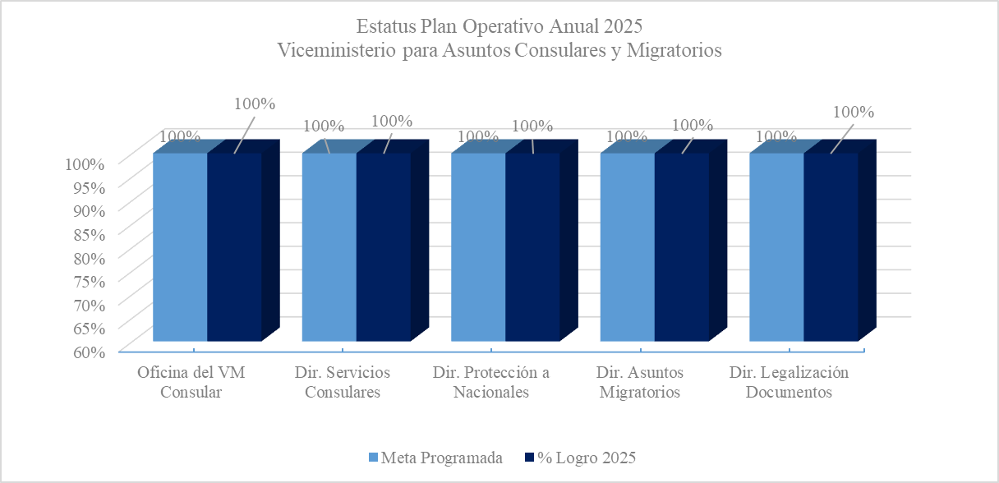 Estatus Plan Operativo Anual 2025
Viceministerio para Asuntos Consulares y Migratorios
100% 100% 100% 100% 100% 100% 100% 100% 100% 100%
100%
95%
90%
85%
80%
75%
70%
65%
60%
Oficina del VM
Consular
Dir. Servicios
Consulares
Dir. Protección a
Nacionales
Dir. Asuntos
Migratorios
Dir. Legalización
Documentos
Meta Programada % Logro 2025